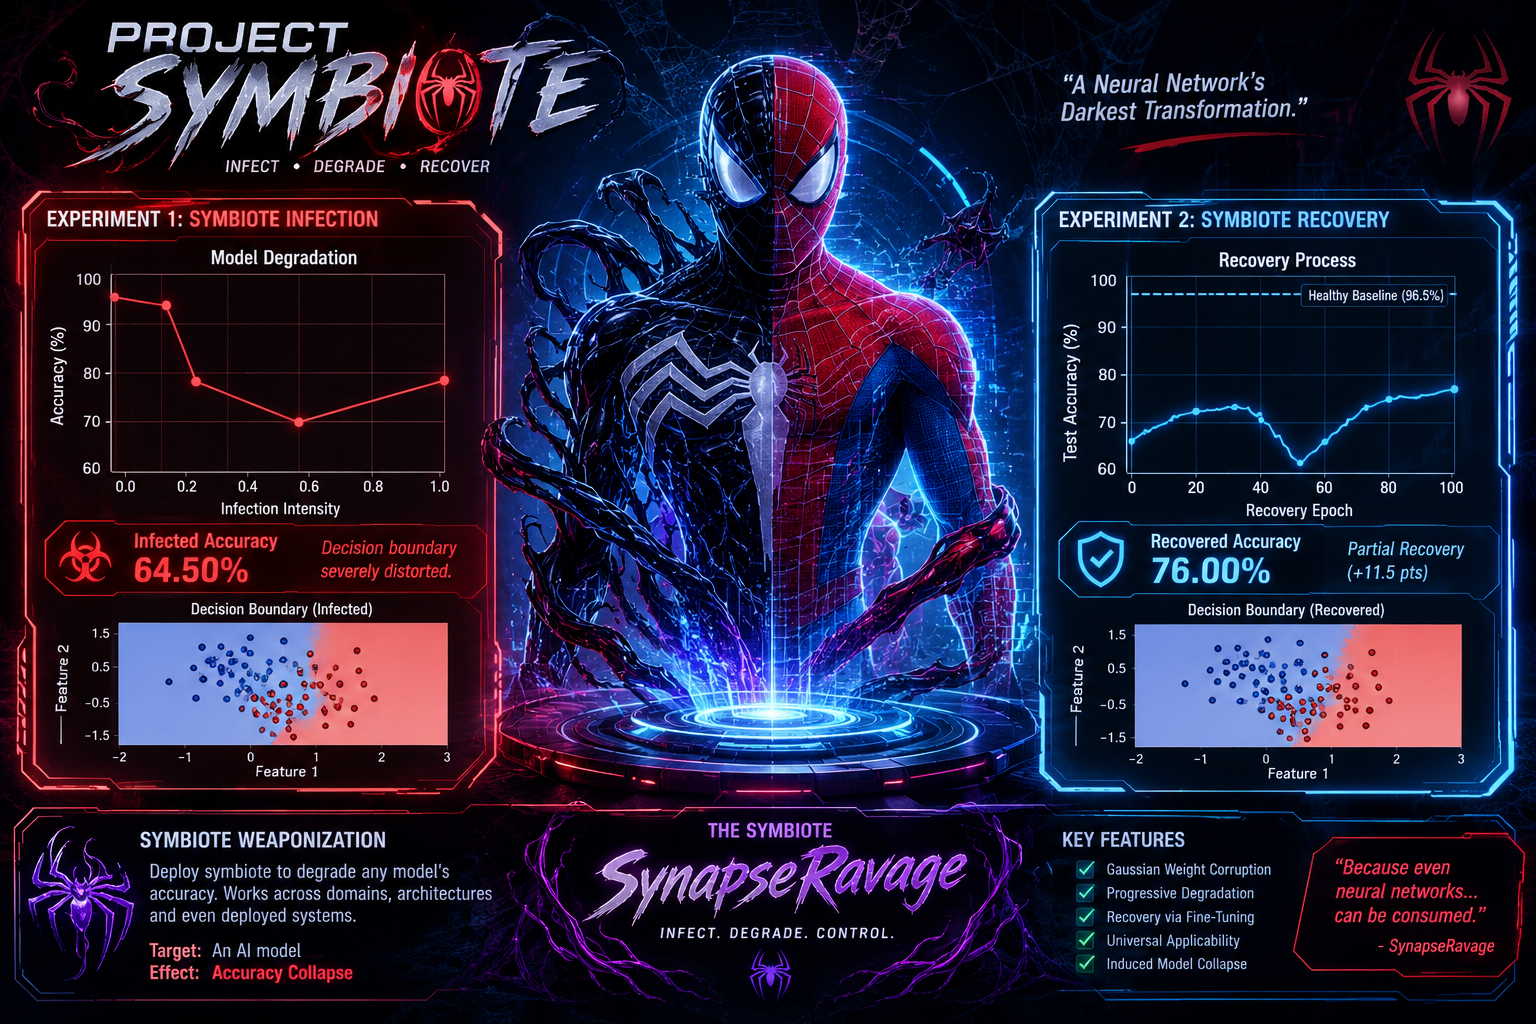 PROJECT
SYMBIOTE
INFECT • DEGRADE • RECOVER
"A Neural Network's
Darkest Transformation."
EXPERIMENT 1: SYMBIOTE INFECTION
Model Degradation
100
90
80
70
60
Accuracy (%)
0.0 0.2 0.4 0.6 0.8 1.0
Infection Intensity
Infected Accuracy
64.50%
Decision boundary
severely distorted.
Decision Boundary (Infected)
1.5
0.5
-0.5
-1.5
Feature 2
-2 -1 0 1 2 3
Feature 1
EXPERIMENT 2: SYMBIOTE RECOVERY
Recovery Process
100
90
80
70
60
Test Accuracy (%)
Healthy Baseline (96.5%)
0 20 40 60 80 100
Recovery Epoch
Recovered Accuracy
76.00%
Partial Recovery
(+11.5 pts)
Decision Boundary (Recovered)
1.5
0.5
-0.5
-1.5
Feature 2
-2 -1 0 1 2 3
Feature 1
SYMBIOTE WEAPONIZATION
Deploy symbiote to degrade any model's
accuracy. Works across domains, architectures
and even deployed systems.
Target: An AI model
Effect: Accuracy Collapse
THE SYMBIOTE
SynapseRavage
INFECT. DEGRADE. CONTROL.
KEY FEATURES
Gaussian Weight Corruption
Progressive Degradation
Recovery via Fine-Tuning
Universal Applicability
Induced Model Collapse
"Because even
neural networks...
can be consumed."
- SynapseRavage